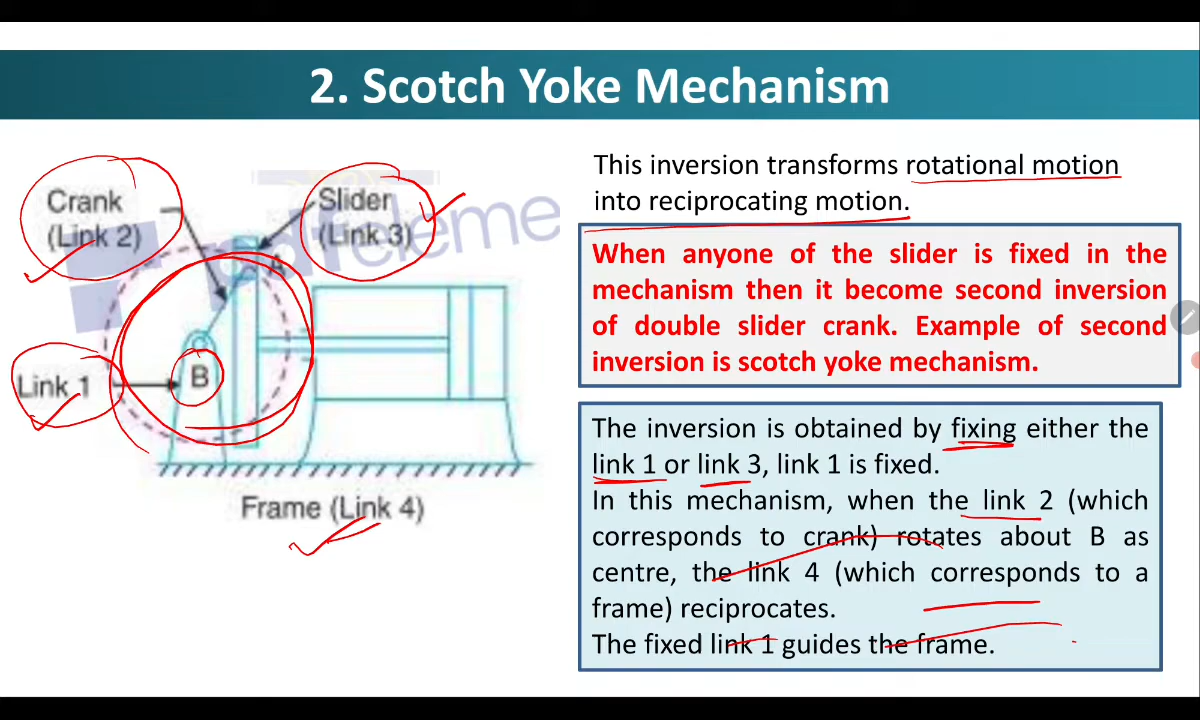 2. Scotch Yoke Mechanism
Crank
(Link 2)
Slider
(Link 3)
A
Link 1
B
Frame (Link 4)
This inversion transforms rotational motion
into reciprocating motion.
When anyone of the slider is fixed in the
mechanism then it become second inversion
of double slider crank. Example of second
inversion is scotch yoke mechanism.
The inversion is obtained by fixing either the
link 1 or link 3, link 1 is fixed.
In this mechanism, when the link 2 (which
corresponds to crank) rotates about B as
centre, the link 4 (which corresponds to a
frame) reciprocates.
The fixed link 1 guides the frame.